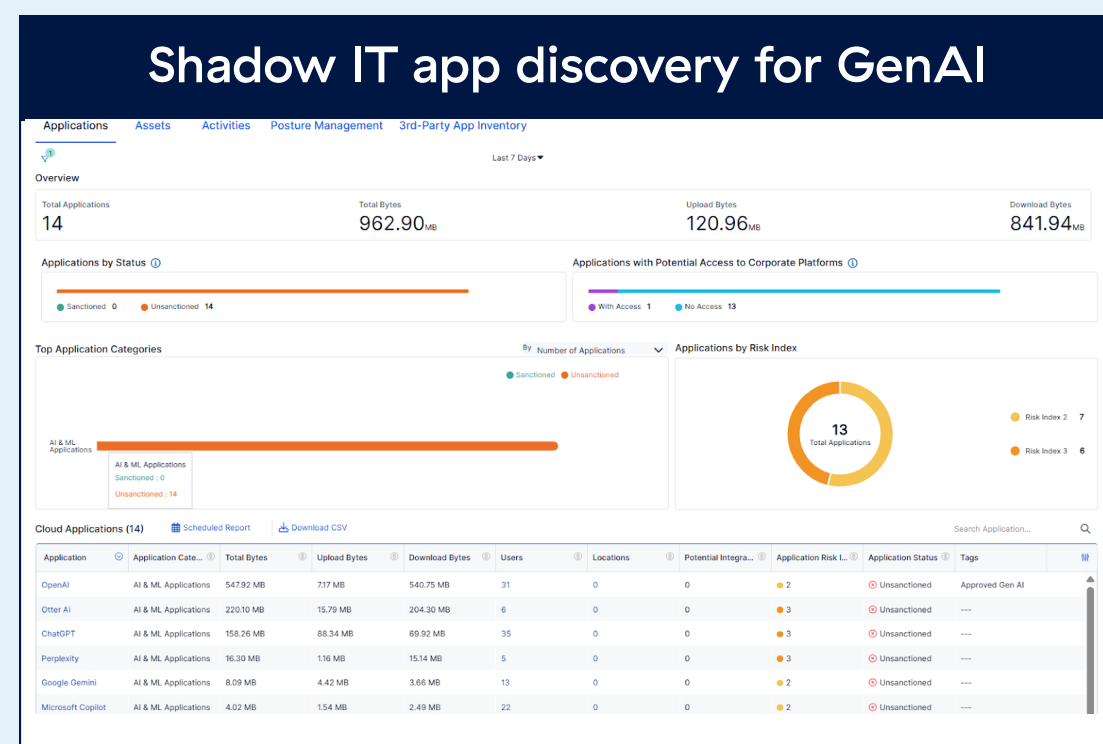 Shadow IT app discovery for GenAI
Applications Assets Activities Posture Management 3rd-Party App Inventory
1
Last 7 Days
Overview
Total Applications Total Bytes Upload Bytes Download Bytes
14 962.90 MB 120.96 MB 841.94 MB
Applications by Status Applications with Potential Access to Corporate Platforms
Sanctioned 0 Unsanctioned 14 With Access 1 No Access 13
Top Application Categories By Number of Applications Applications by Risk Index
Sanctioned Unsanctioned
13
Total Applications
Risk Index 2 7
Risk Index 3 6
AI & ML
Applications
AI & ML Applications
Sanctioned : 0
Unsanctioned : 14
Cloud Applications (14) Scheduled Report Download CSV Search Application...
Application Application Cate... Total Bytes Upload Bytes Download Bytes Users Locations Potential Integra... Application Risk I... Application Status Tags
OpenAI AI & ML Applications 547.92 MB 7.17 MB 540.75 MB 31 0 0 2 Unsanctioned Approved Gen AI
Otter Ai AI & ML Applications 220.10 MB 15.79 MB 204.30 MB 6 0 0 3 Unsanctioned ---
ChatGPT AI & ML Applications 158.26 MB 88.34 MB 69.92 MB 35 0 0 3 Unsanctioned ---
Perplexity AI & ML Applications 16.30 MB 1.16 MB 15.14 MB 5 0 0 3 Unsanctioned ---
Google Gemini AI & ML Applications 8.09 MB 4.42 MB 3.66 MB 13 0 0 2 Unsanctioned ---
Microsoft Copilot AI & ML Applications 4.02 MB 1.54 MB 2.49 MB 22 0 0 2 Unsanctioned ---